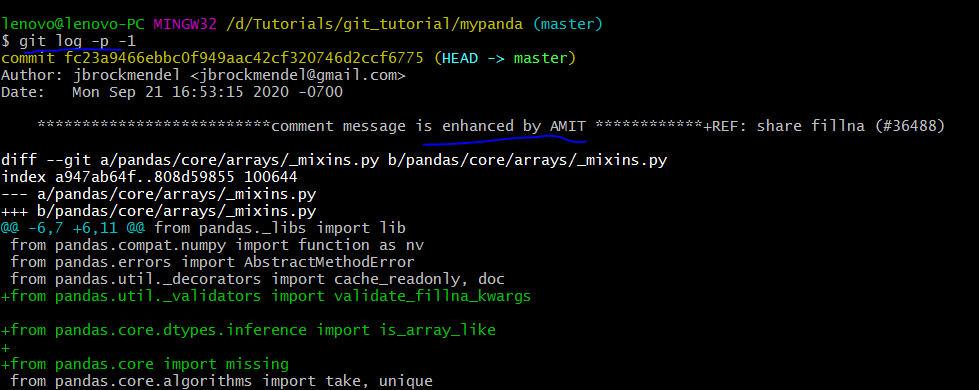 lenovo@lenovo-PC MINGW32 /d/Tutorials/git_tutorial/mypanda (master)
$ git log -p -1
commit fc23a9466ebbc0f949aac42cf320746d2ccf6775 (HEAD -> master)
Author: jbrockmendel <jbrockmendel@gmail.com>
Date:   Mon Sep 21 16:53:15 2020 -0700
    **************************comment message is enhanced by AMIT ************+REF: share fillna (#36488)
diff --git a/pandas/core/arrays/_mixins.py b/pandas/core/arrays/_mixins.py
index a947ab64f..808d59855 100644
--- a/pandas/core/arrays/_mixins.py
+++ b/pandas/core/arrays/_mixins.py
@@ -6,7 +6,11 @@ from pandas._libs import lib
 from pandas.compat.numpy import function as nv
 from pandas.errors import AbstractMethodError
 from pandas.util._decorators import cache_readonly, doc
+from pandas.util._validators import validate_fillna_kwargs
+from pandas.core.dtypes.inference import is_array_like
+
+from pandas.core import missing
 from pandas.core.algorithms import take, unique